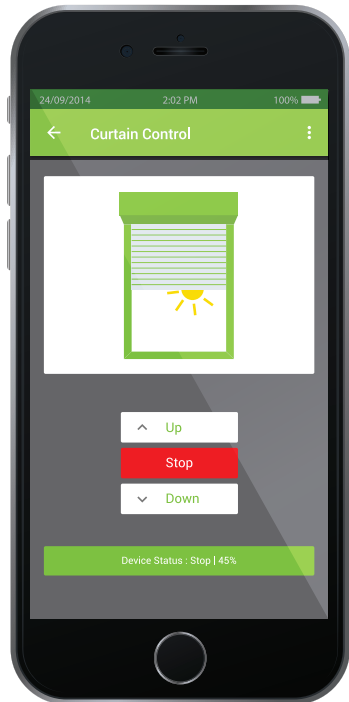 24/09/2014 2:02 PM 100%
Curtain Control
Up
Stop
Down
Device Status : Stop | 45%